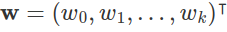 𝐰 = (w₀, w₁, …, wₖ)ᵀ